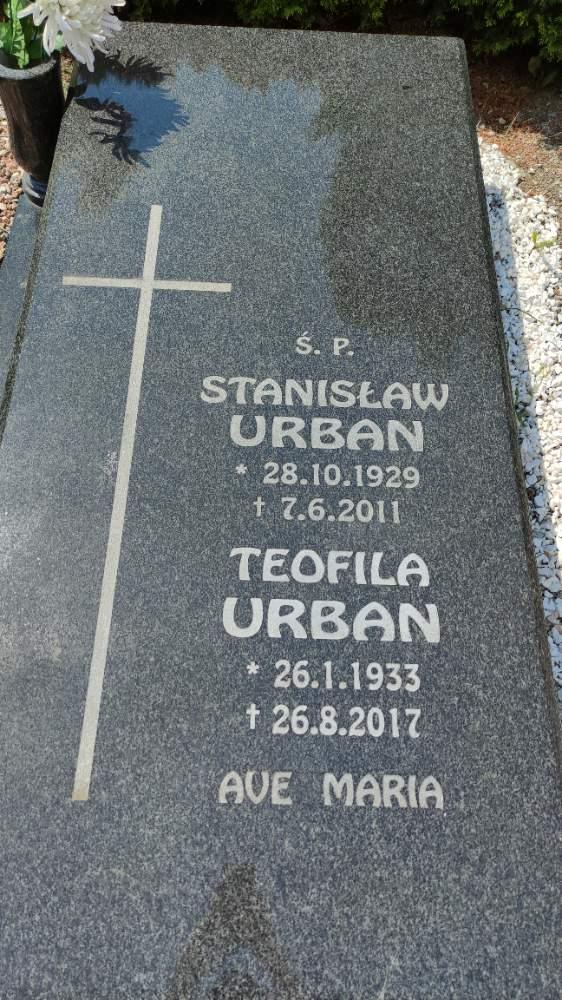 Ś. P.
STANISŁAW
URBAN
* 28.10.1929
† 7.6.2011
TEOFILA
URBAN
* 26.1.1933
† 26.8.2017
AVE MARIA